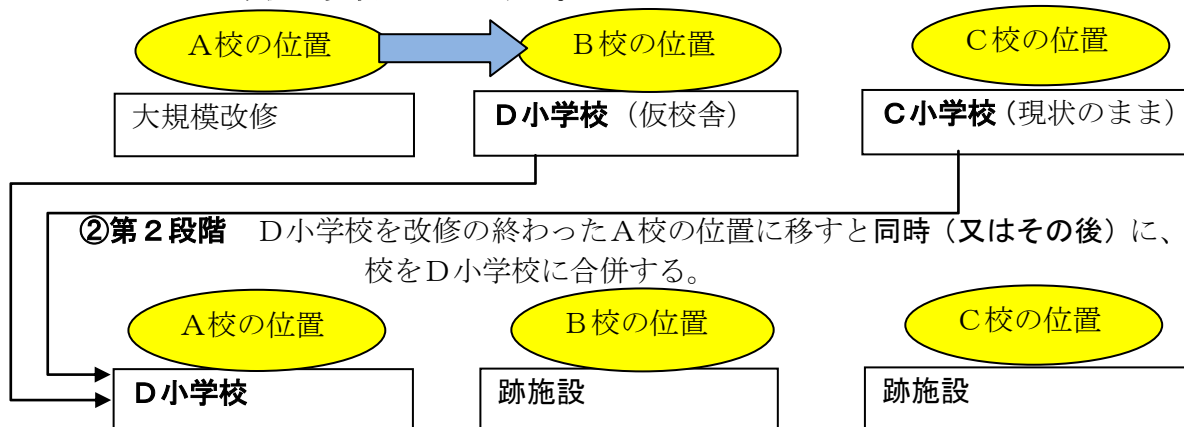 A校の位置
B校の位置
C校の位置
大規模改修
D小学校（仮校舎）
C小学校（現状のまま）
②第2段階 D小学校を改修の終わったA校の位置に移すと同時（又はその後）に、
校をD小学校に合併する。
A校の位置
B校の位置
C校の位置
D小学校
跡施設
跡施設